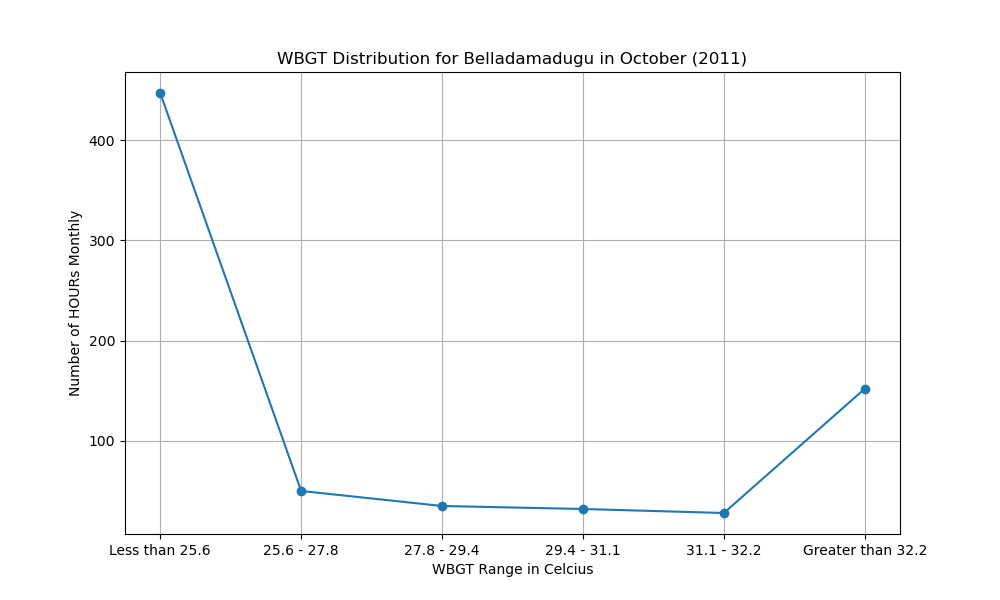 WBGT Distribution for Belladamadugu in October (2011)
Number of HOURs Monthly
400
300
200
100
Less than 25.6
25.6 - 27.8
27.8 - 29.4
29.4 - 31.1
31.1 - 32.2
Greater than 32.2
WBGT Range in Celcius